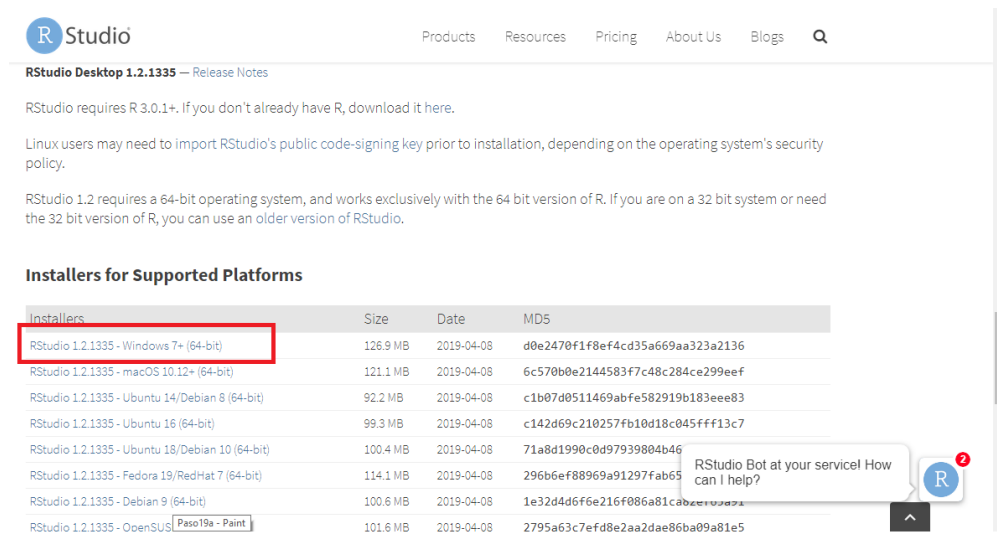 R Studio
Products Resources Pricing About Us Blogs
RStudio Desktop 1.2.1335 — Release Notes
RStudio requires R 3.0.1+. If you don't already have R, download it here.
Linux users may need to import RStudio's public code-signing key prior to installation, depending on the operating system's security
policy.
RStudio 1.2 requires a 64-bit operating system, and works exclusively with the 64 bit version of R. If you are on a 32 bit system or need
the 32 bit version of R, you can use an older version of RStudio.
Installers for Supported Platforms
Installers Size Date MD5
RStudio 1.2.1335 - Windows 7+ (64-bit) 126.9 MB 2019-04-08 d0e2470f1f8ef4cd35a669aa323a2136
RStudio 1.2.1335 - macOS 10.12+ (64-bit) 121.1 MB 2019-04-08 6c570b0e2144583f7c48c284ce299eef
RStudio 1.2.1335 - Ubuntu 14/Debian 8 (64-bit) 92.2 MB 2019-04-08 c1b07d0511469abfe582919b183eee83
RStudio 1.2.1335 - Ubuntu 16 (64-bit) 99.3 MB 2019-04-08 c142d69c210257fb10d18c045fff13c7
RStudio 1.2.1335 - Ubuntu 18/Debian 10 (64-bit) 100.4 MB 2019-04-08 71a8d1990c0d97939804b46
RStudio 1.2.1335 - Fedora 19/RedHat 7 (64-bit) 114.1 MB 2019-04-08 296b6ef88969a91297fab65
RStudio 1.2.1335 - Debian 9 (64-bit) 100.6 MB 2019-04-08
RStudio 1.2.1335 - OpenSUS 101.6 MB 2019-04-08 2795a63c7efd8e2aa2dae86ba09a81e5
Paso19a - Paint
RStudio Bot at your service! How
can I help?
R
2